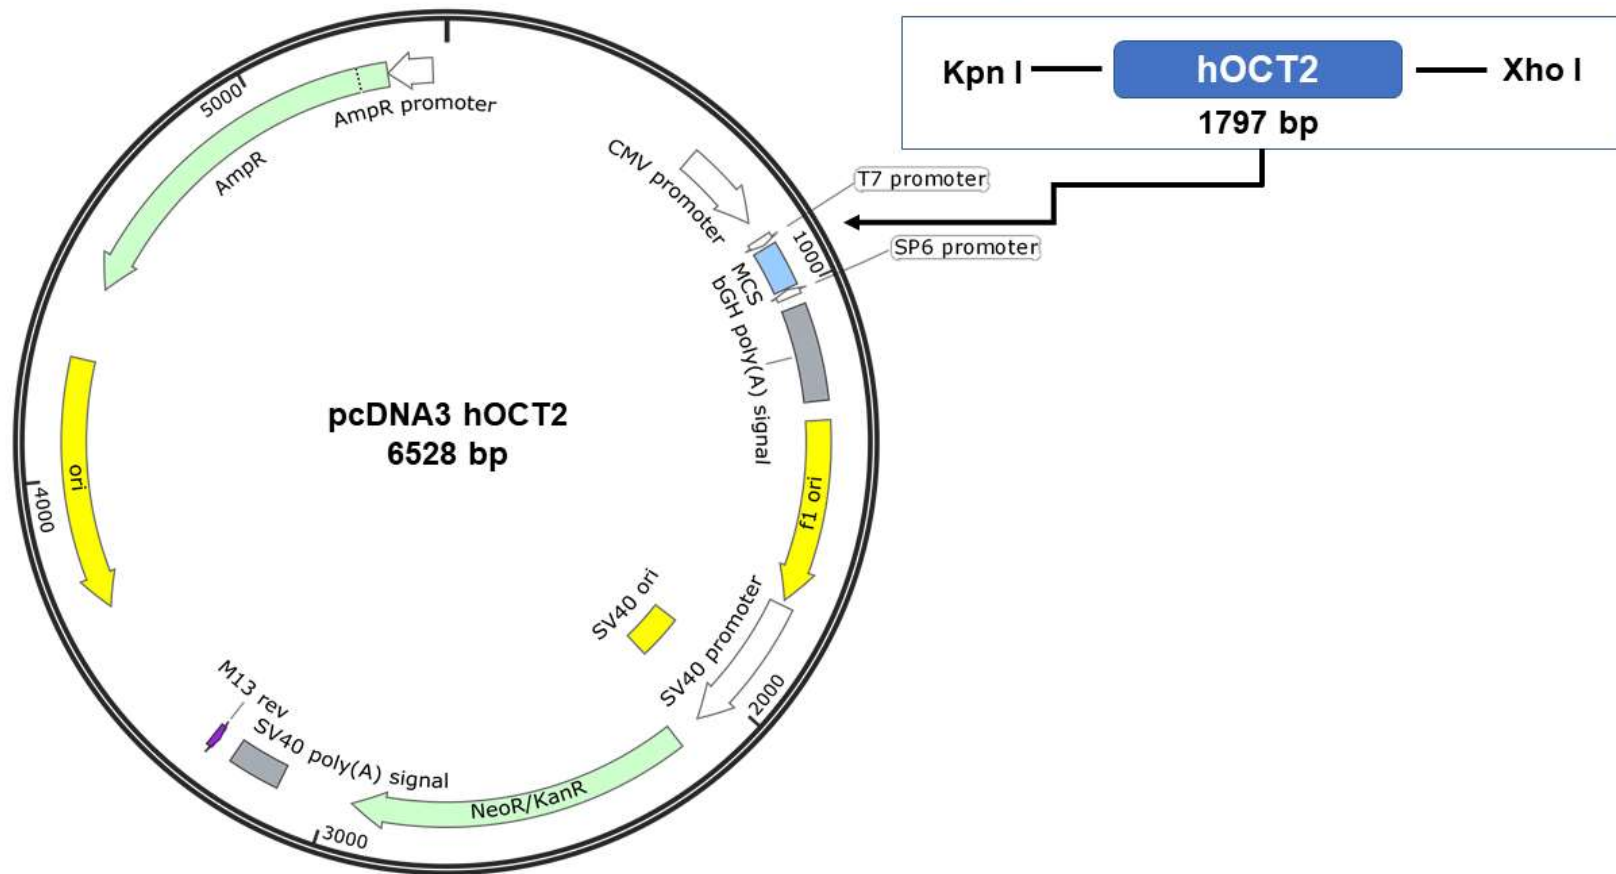 Kpn I
hOCT2
Xho I
1797 bp
5000
AmpR promoter
AmpR
CMV promoter
T7 promoter
1000
SP6 promoter
MCS
bGH poly(A) signal
pcDNA3 hOCT2
6528 bp
f1 ori
ori
4000
SV40 ori
SV40 promoter
2000
M13 rev
SV40 poly(A) signal
NeoR/KanR
3000